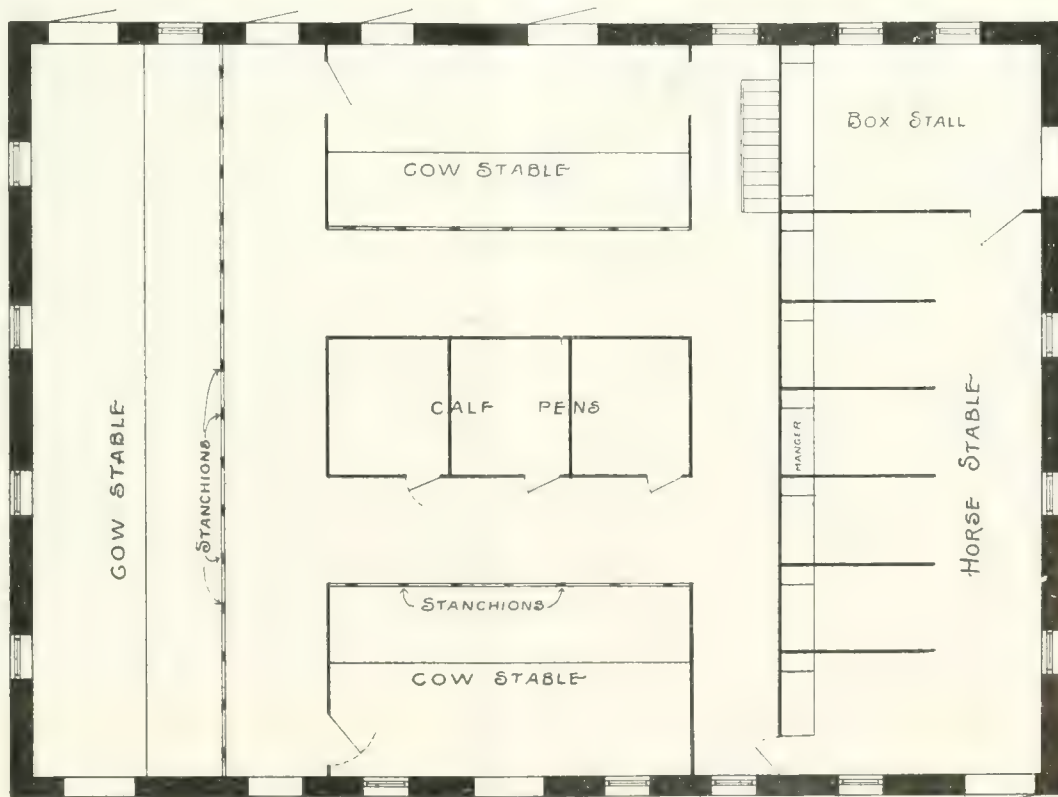 BOX STALL
COW STABLE
CALF PENS
MANGER
HORSE STABLE
COW STABLE
STANCHIONS
STANCHIONS
COW STABLE